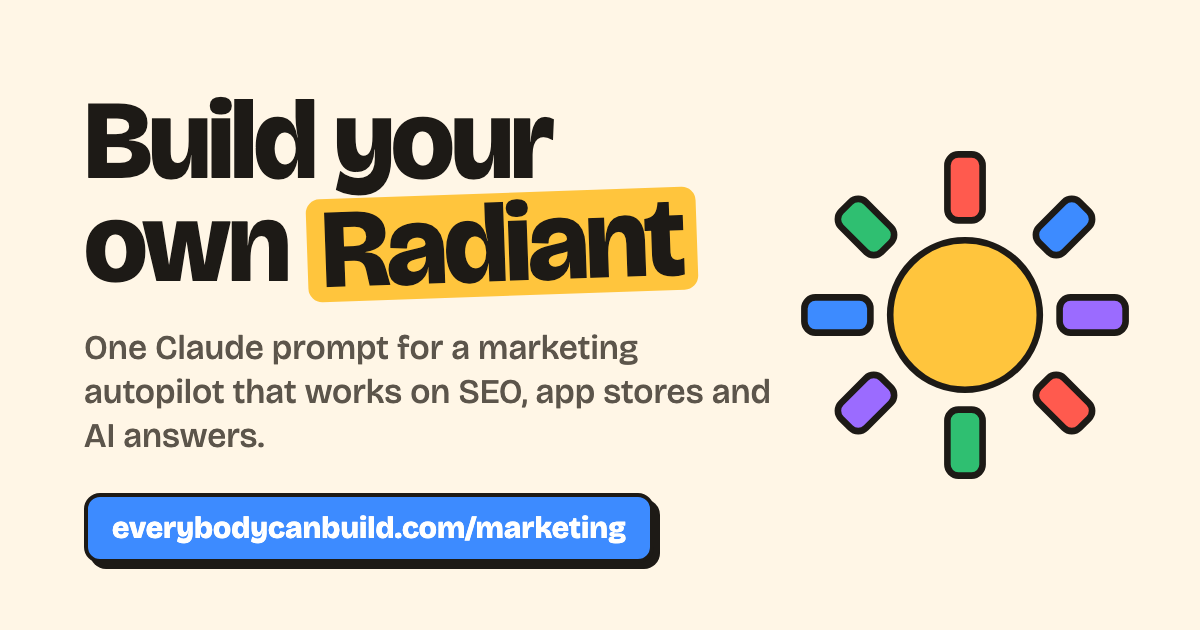 Build your
own Radiant
One Claude prompt for a marketing
autopilot that works on SEO, app stores and
AI answers.
everybodycanbuild.com/marketing